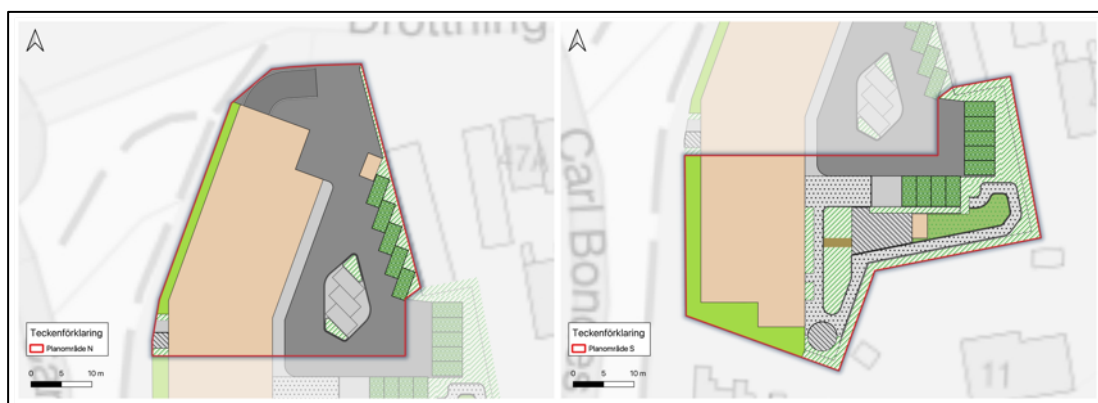 Drottning
47A
Teckenförklaring
Planområde N
0 5 10 m
Carl Bon
11
Teckenförklaring
Planområde S
0 5 10 m